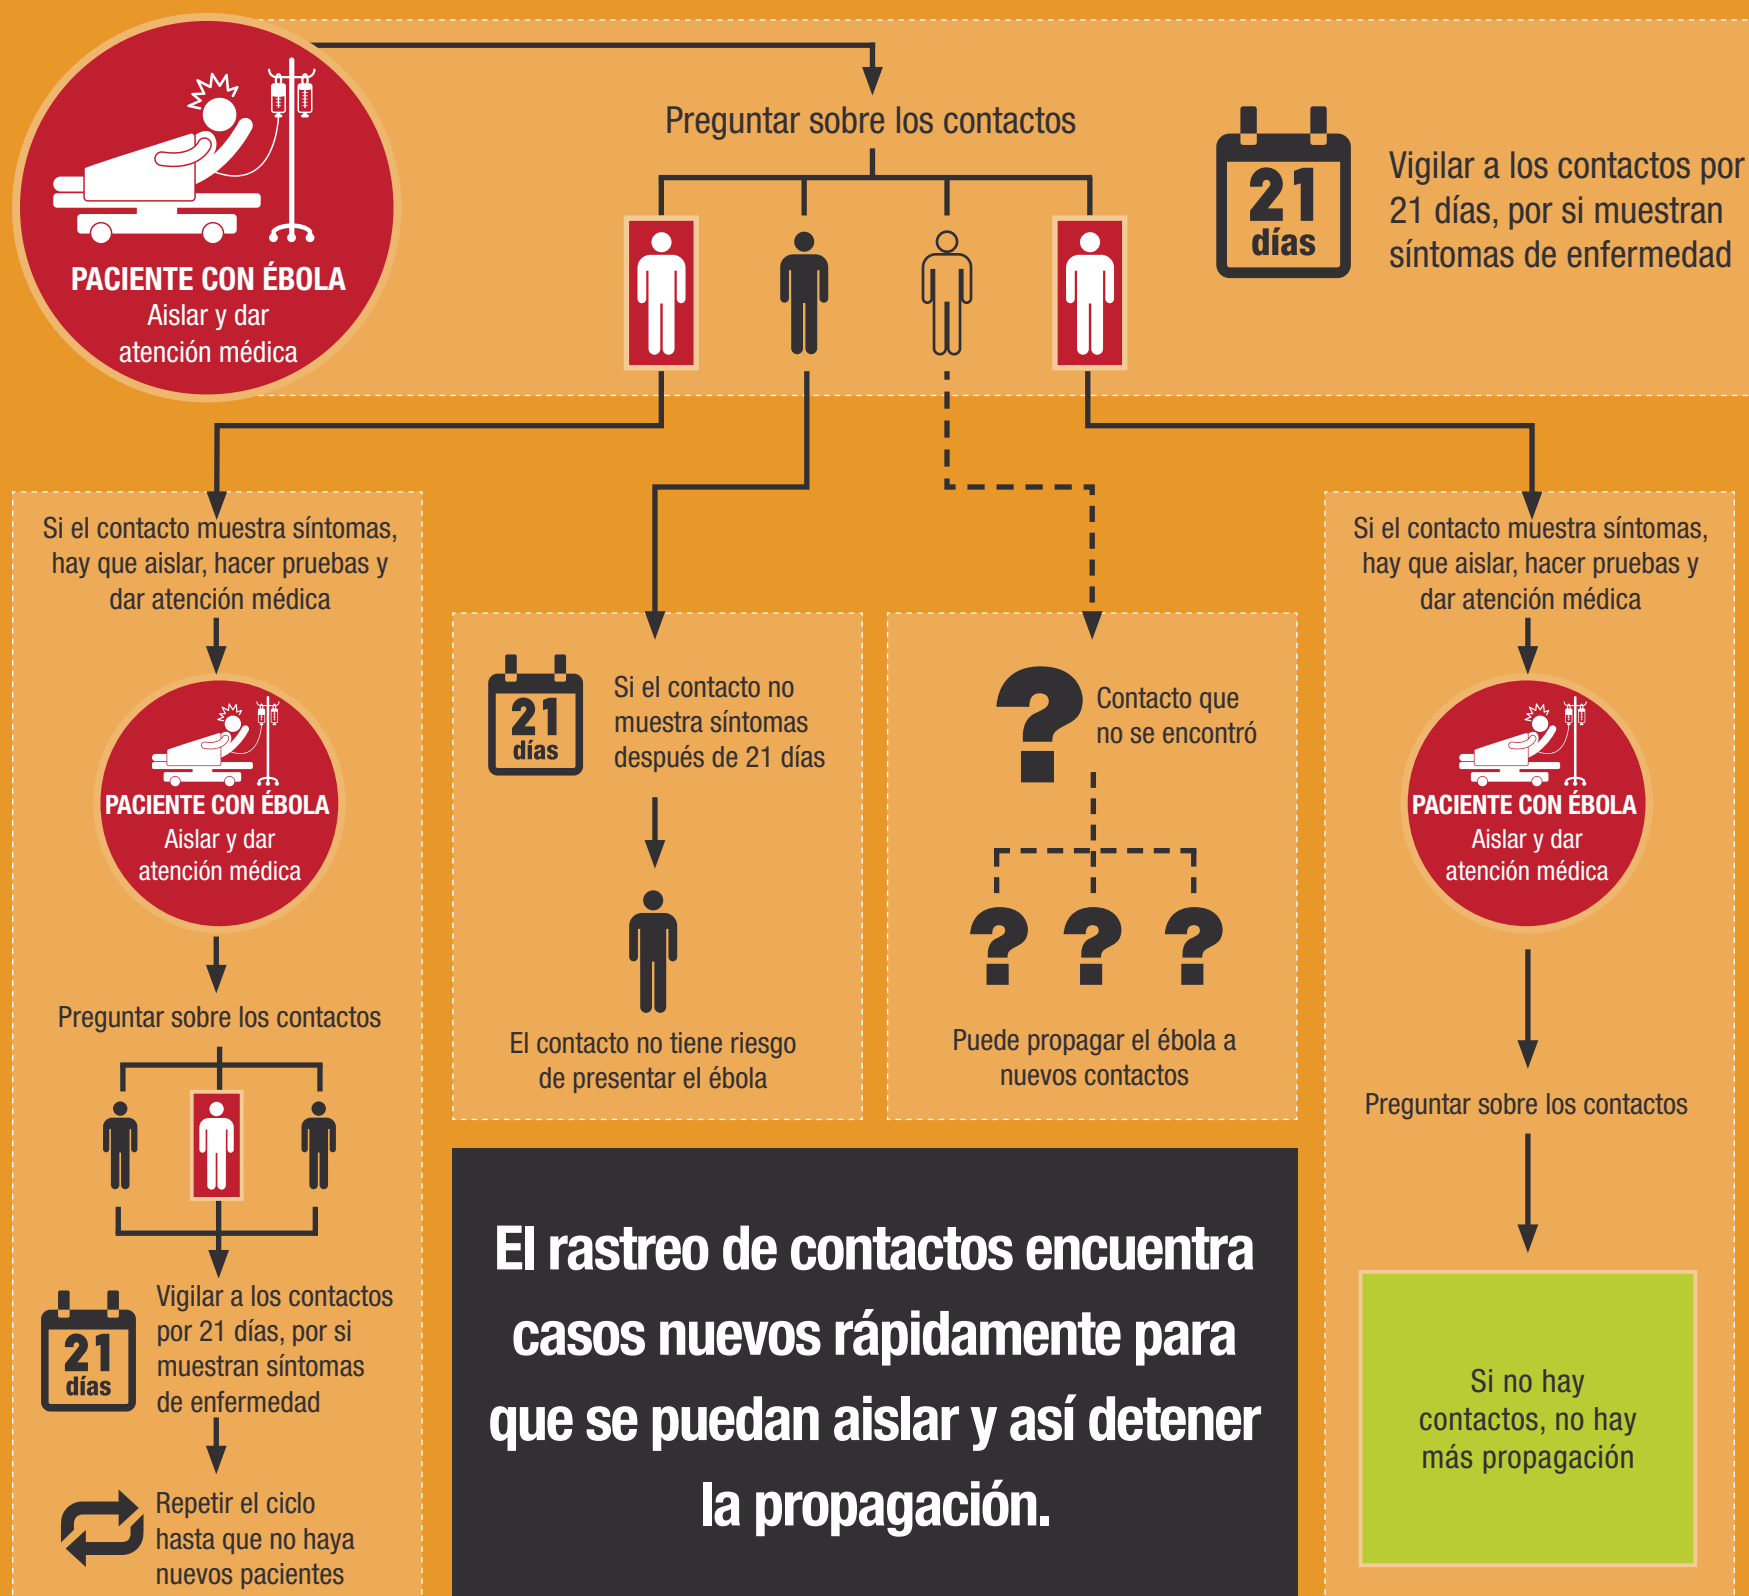 PACIENTE CON ÉBOLA
Aislar y dar
atención médica
Preguntar sobre los contactos
21
días
Vigilar a los contactos por
21 días, por si muestran
síntomas de enfermedad
Si el contacto muestra síntomas,
hay que aislar, hacer pruebas y
dar atención médica
PACIENTE CON ÉBOLA
Aislar y dar
atención médica
Preguntar sobre los contactos
21
días
Vigilar a los contactos
por 21 días, por si
muestran síntomas
de enfermedad
Repetir el ciclo
hasta que no haya
nuevos pacientes
21
días
Si el contacto no
muestra síntomas
después de 21 días
El contacto no tiene riesgo
de presentar el ébola
?
Contacto que
no se encontró
? ? ?
Puede propagar el ébola a
nuevos contactos
Si el contacto muestra síntomas,
hay que aislar, hacer pruebas y
dar atención médica
PACIENTE CON ÉBOLA
Aislar y dar
atención médica
Preguntar sobre los contactos
Si no hay
contactos, no hay
más propagación
El rastreo de contactos encuentra
casos nuevos rápidamente para
que se puedan aislar y así detener
la propagación.